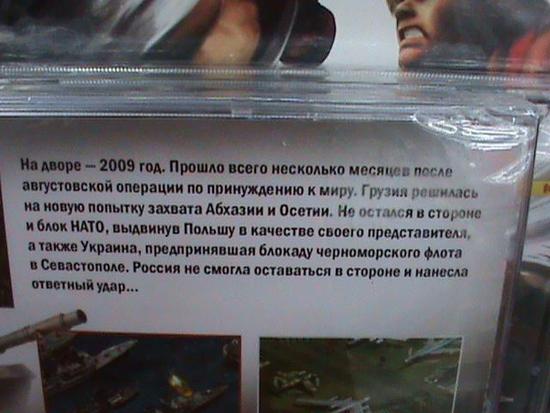 На дворе — 2009 год. Прошло всего несколько месяцев после
августовской операции по принуждению к миру. Грузия решилась
на новую попытку захвата Абхазии и Осетии. Не остался в стороне
и блок НАТО, выдвинув Польшу в качестве своего представителя,
а также Украина, предпринявшая блокаду черноморского флота
в Севастополе. Россия не смогла оставаться в стороне и нанесла
ответный удар...